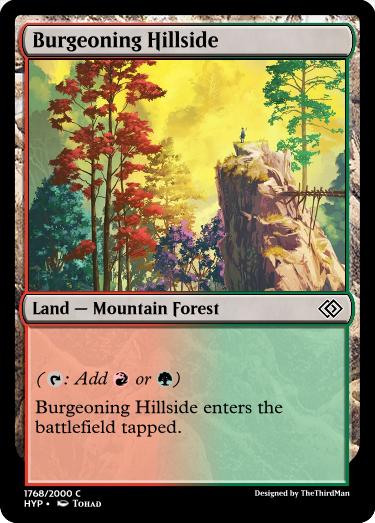 Burgeoning Hillside
Land — Mountain Forest
(: Add or )
Burgeoning Hillside enters the
battlefield tapped.
1768/2000 C
HYP • Tohad
Designed by TheThirdMan